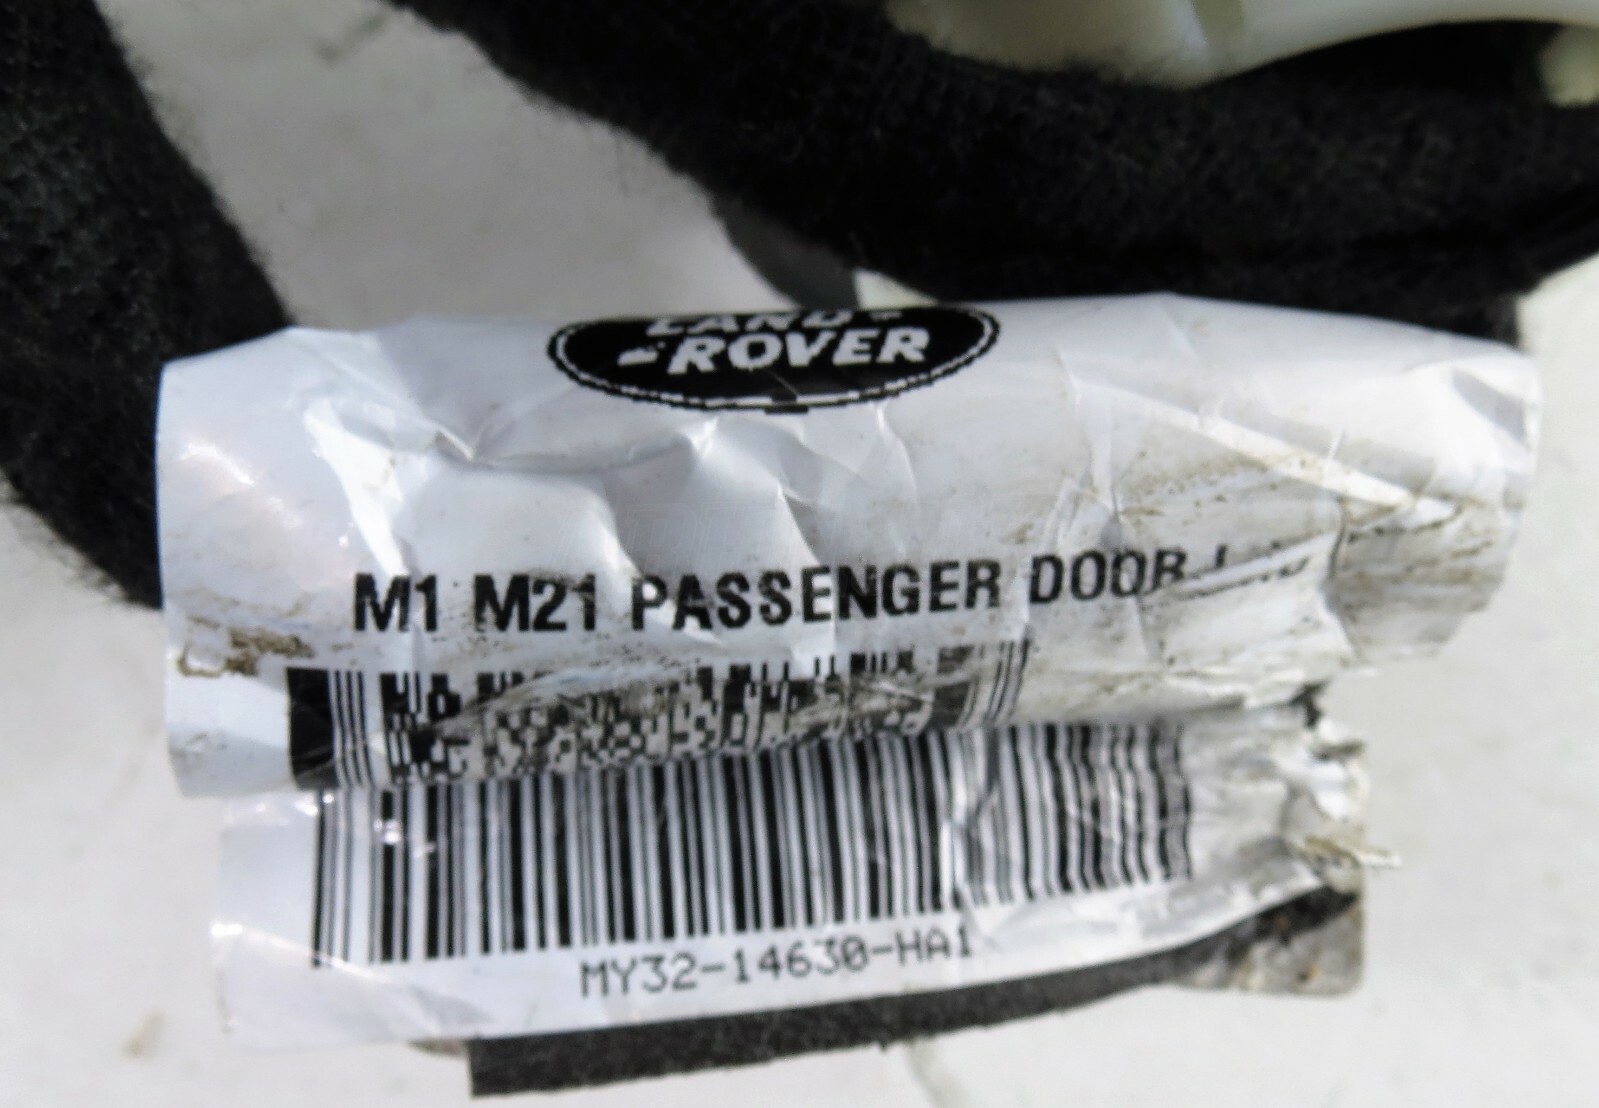 LAND-
-ROVER
M1 M21 PASSENGER DOOR
MY32-14630-HA1